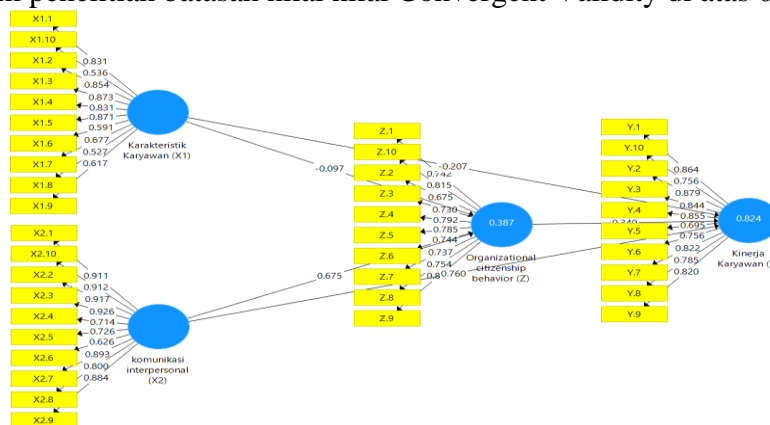 penelitian batasan nilai nilai Convergent Validity di atas
X1.1
X1.10
X1.2
X1.3
X1.4
X1.5
X1.6
X1.7
X1.8
X1.9
0.831
0.536
0.854
0.873
0.831
0.871
0.591
0.677
0.527
0.617
Karakteristik
Karyawan (X1)
X2.1
X2.10
X2.2
X2.3
X2.4
X2.5
X2.6
X2.7
X2.8
X2.9
0.911
0.912
0.917
0.926
0.714
0.726
0.626
0.893
0.800
0.884
komunikasi
interpersonal
(X2)
-0.097
-0.207
0.675
0.760
Z.1
Z.10
Z.2
Z.3
Z.4
Z.5
Z.6
Z.7
Z.8
Z.9
0.742
0.815
0.675
0.730
0.792
0.785
0.744
0.737
0.754
0.387
Organizational
citizenship
behavior (Z)
Y.1
Y.10
Y.2
Y.3
Y.4
Y.5
Y.6
Y.7
Y.8
Y.9
0.864
0.756
0.879
0.844
0.855
0.695
0.756
0.822
0.785
0.820
0.824
Kinerja
Karyawan (